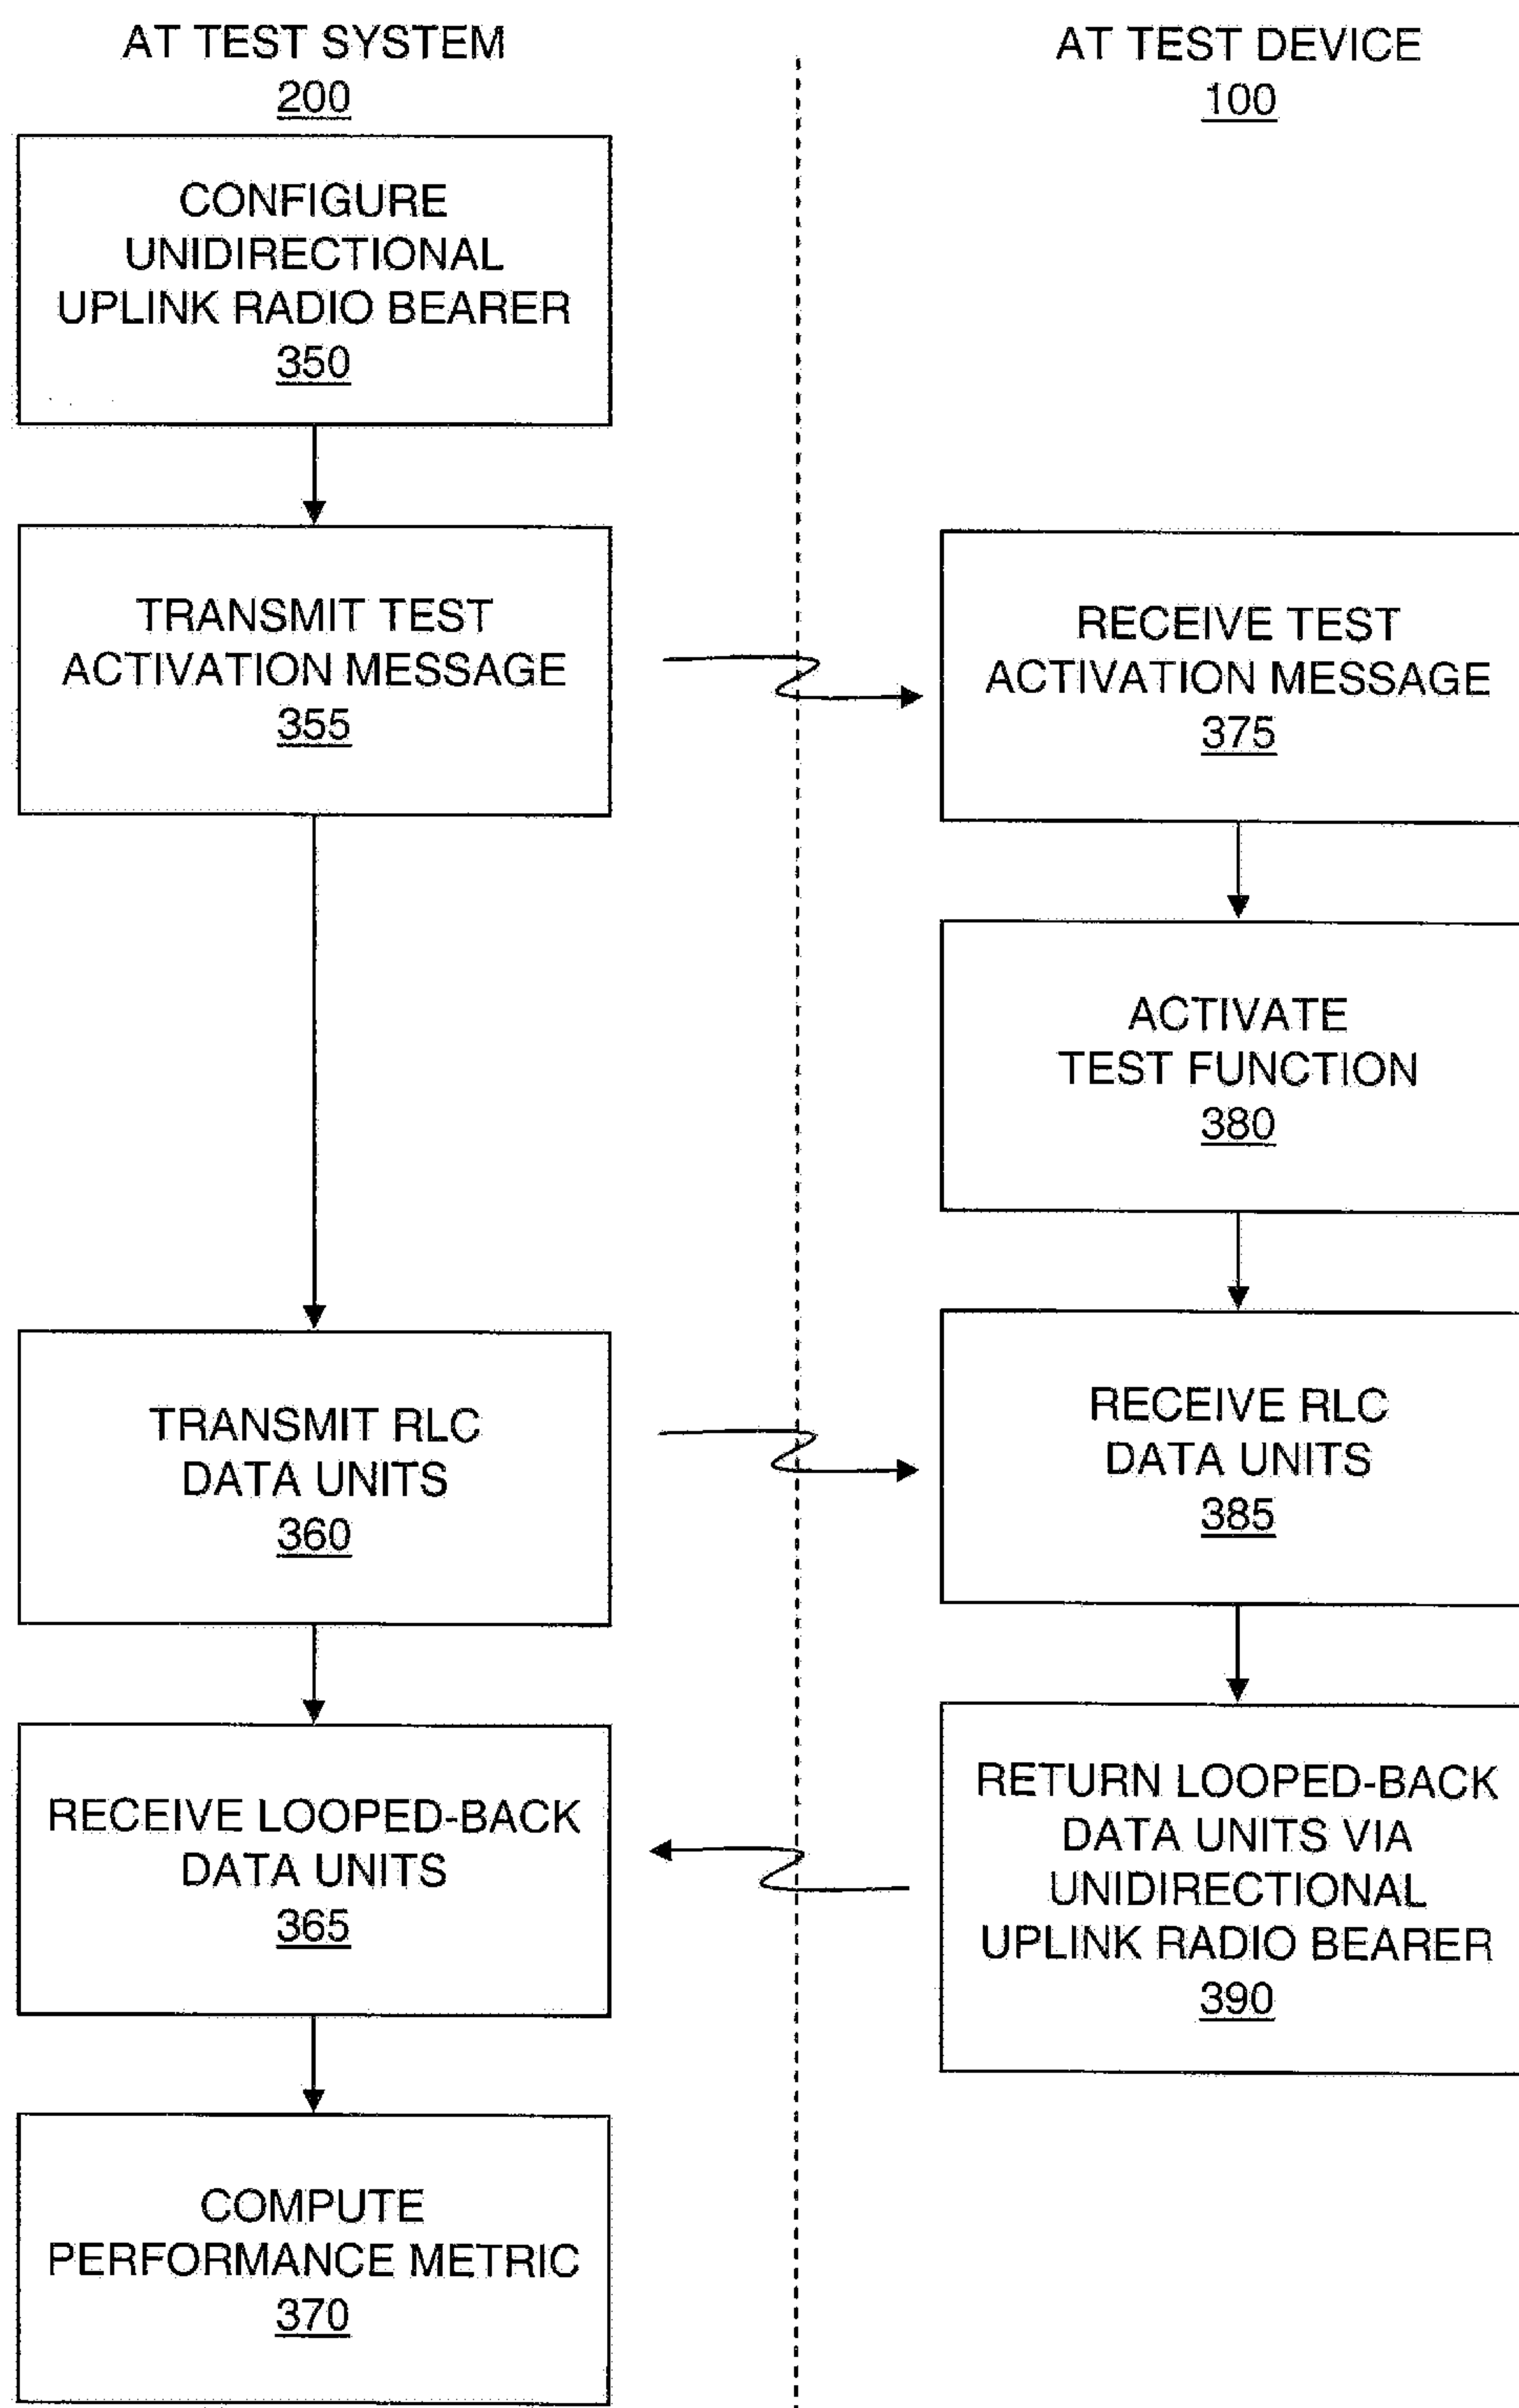 AT TEST SYSTEM
200
CONFIGURE
UNIDIRECTIONAL
UPLINK RADIO BEARER
350
TRANSMIT TEST
ACTIVATION MESSAGE
355
TRANSMIT RLC
DATA UNITS
360
RECEIVE LOOPED-BACK
DATA UNITS
365
COMPUTE
PERFORMANCE METRIC
370
AT TEST DEVICE
100
RECEIVE TEST
ACTIVATION MESSAGE
375
ACTIVATE
TEST FUNCTION
380
RECEIVE RLC
DATA UNITS
385
RETURN LOOPED-BACK
DATA UNITS VIA
UNIDIRECTIONAL
UPLINK RADIO BEARER
390